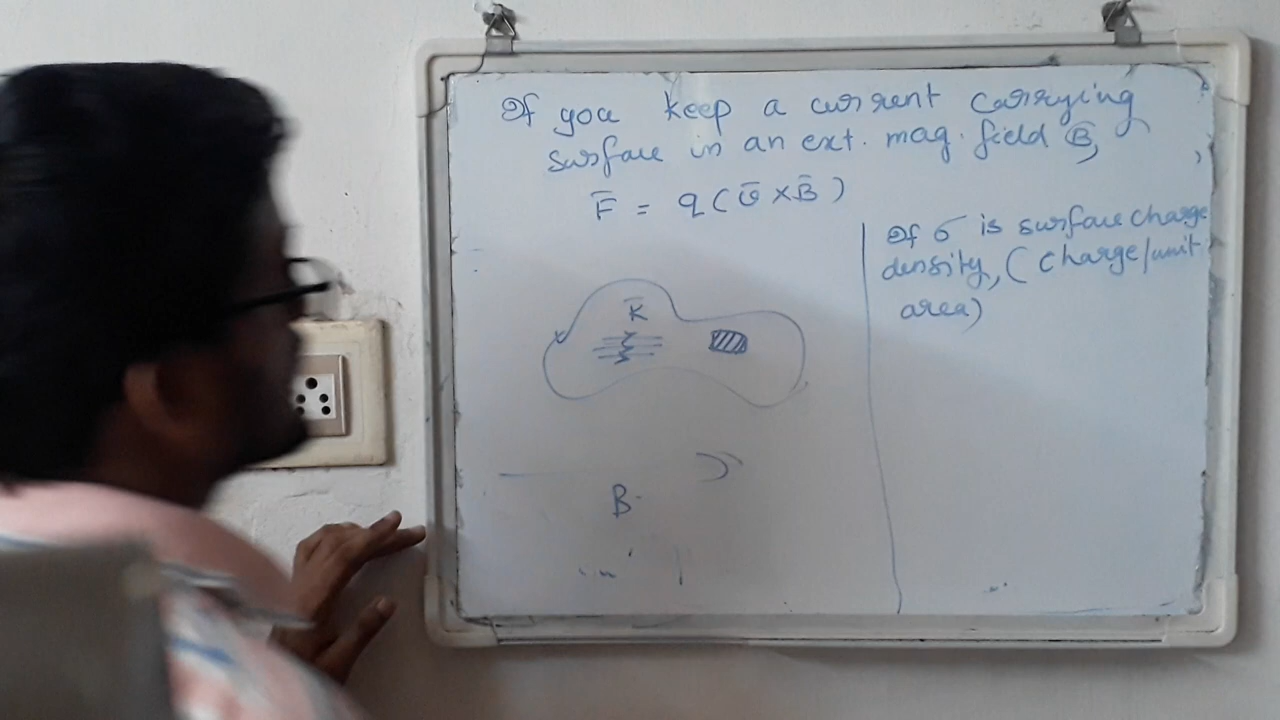 If you keep a current carrying
surface in an ext. mag. field B̄,
F̄ = q(v̄ × B̄)
If σ is surface charge
density, (charge/unit
area)
K̄
B